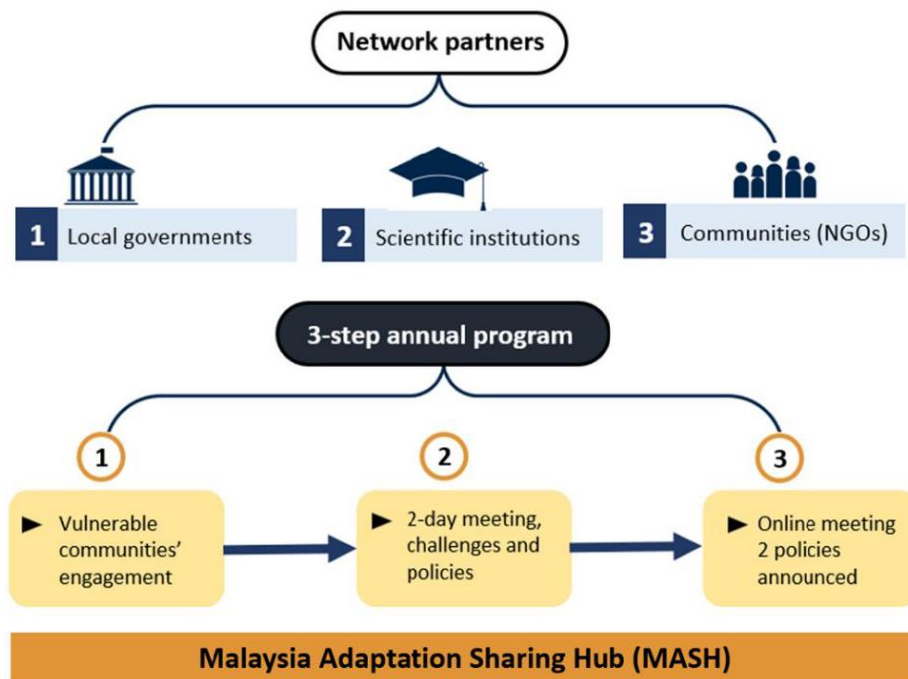 Network partners
1 Local governments
2 Scientific institutions
3 Communities (NGOs)
3-step annual program
1
2
3
► Vulnerable
communities’
engagement
► 2-day meeting,
challenges and
policies
► Online meeting
2 policies
announced
Malaysia Adaptation Sharing Hub (MASH)